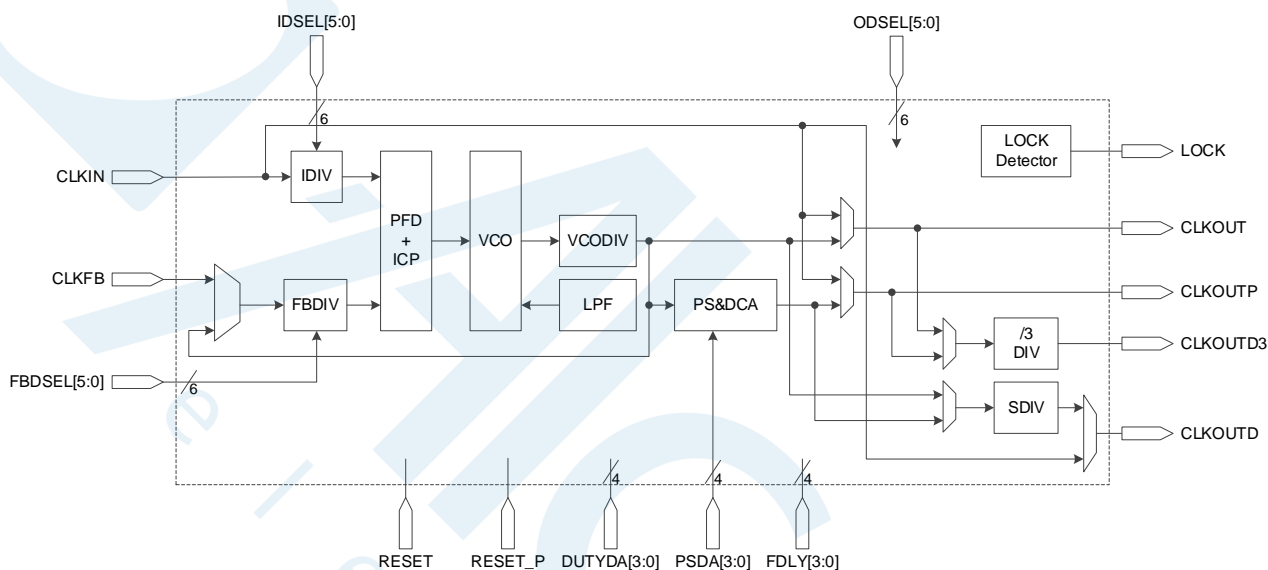 IDSEL[5:0]
ODSEL[5:0]
6
6
LOCK
Detector
LOCK
CLKIN
IDIV
PFD
+
ICP
VCO
VCODIV
CLKOUT
CLKFB
FBDIV
LPF
PS&DCA
CLKOUTP
/3
DIV
CLKOUTD3
FBDSEL[5:0]
6
SDIV
CLKOUTD
4
4
4
RESET
RESET_P
DUTYDA[3:0]
PSDA[3:0]
FDLY[3:0]